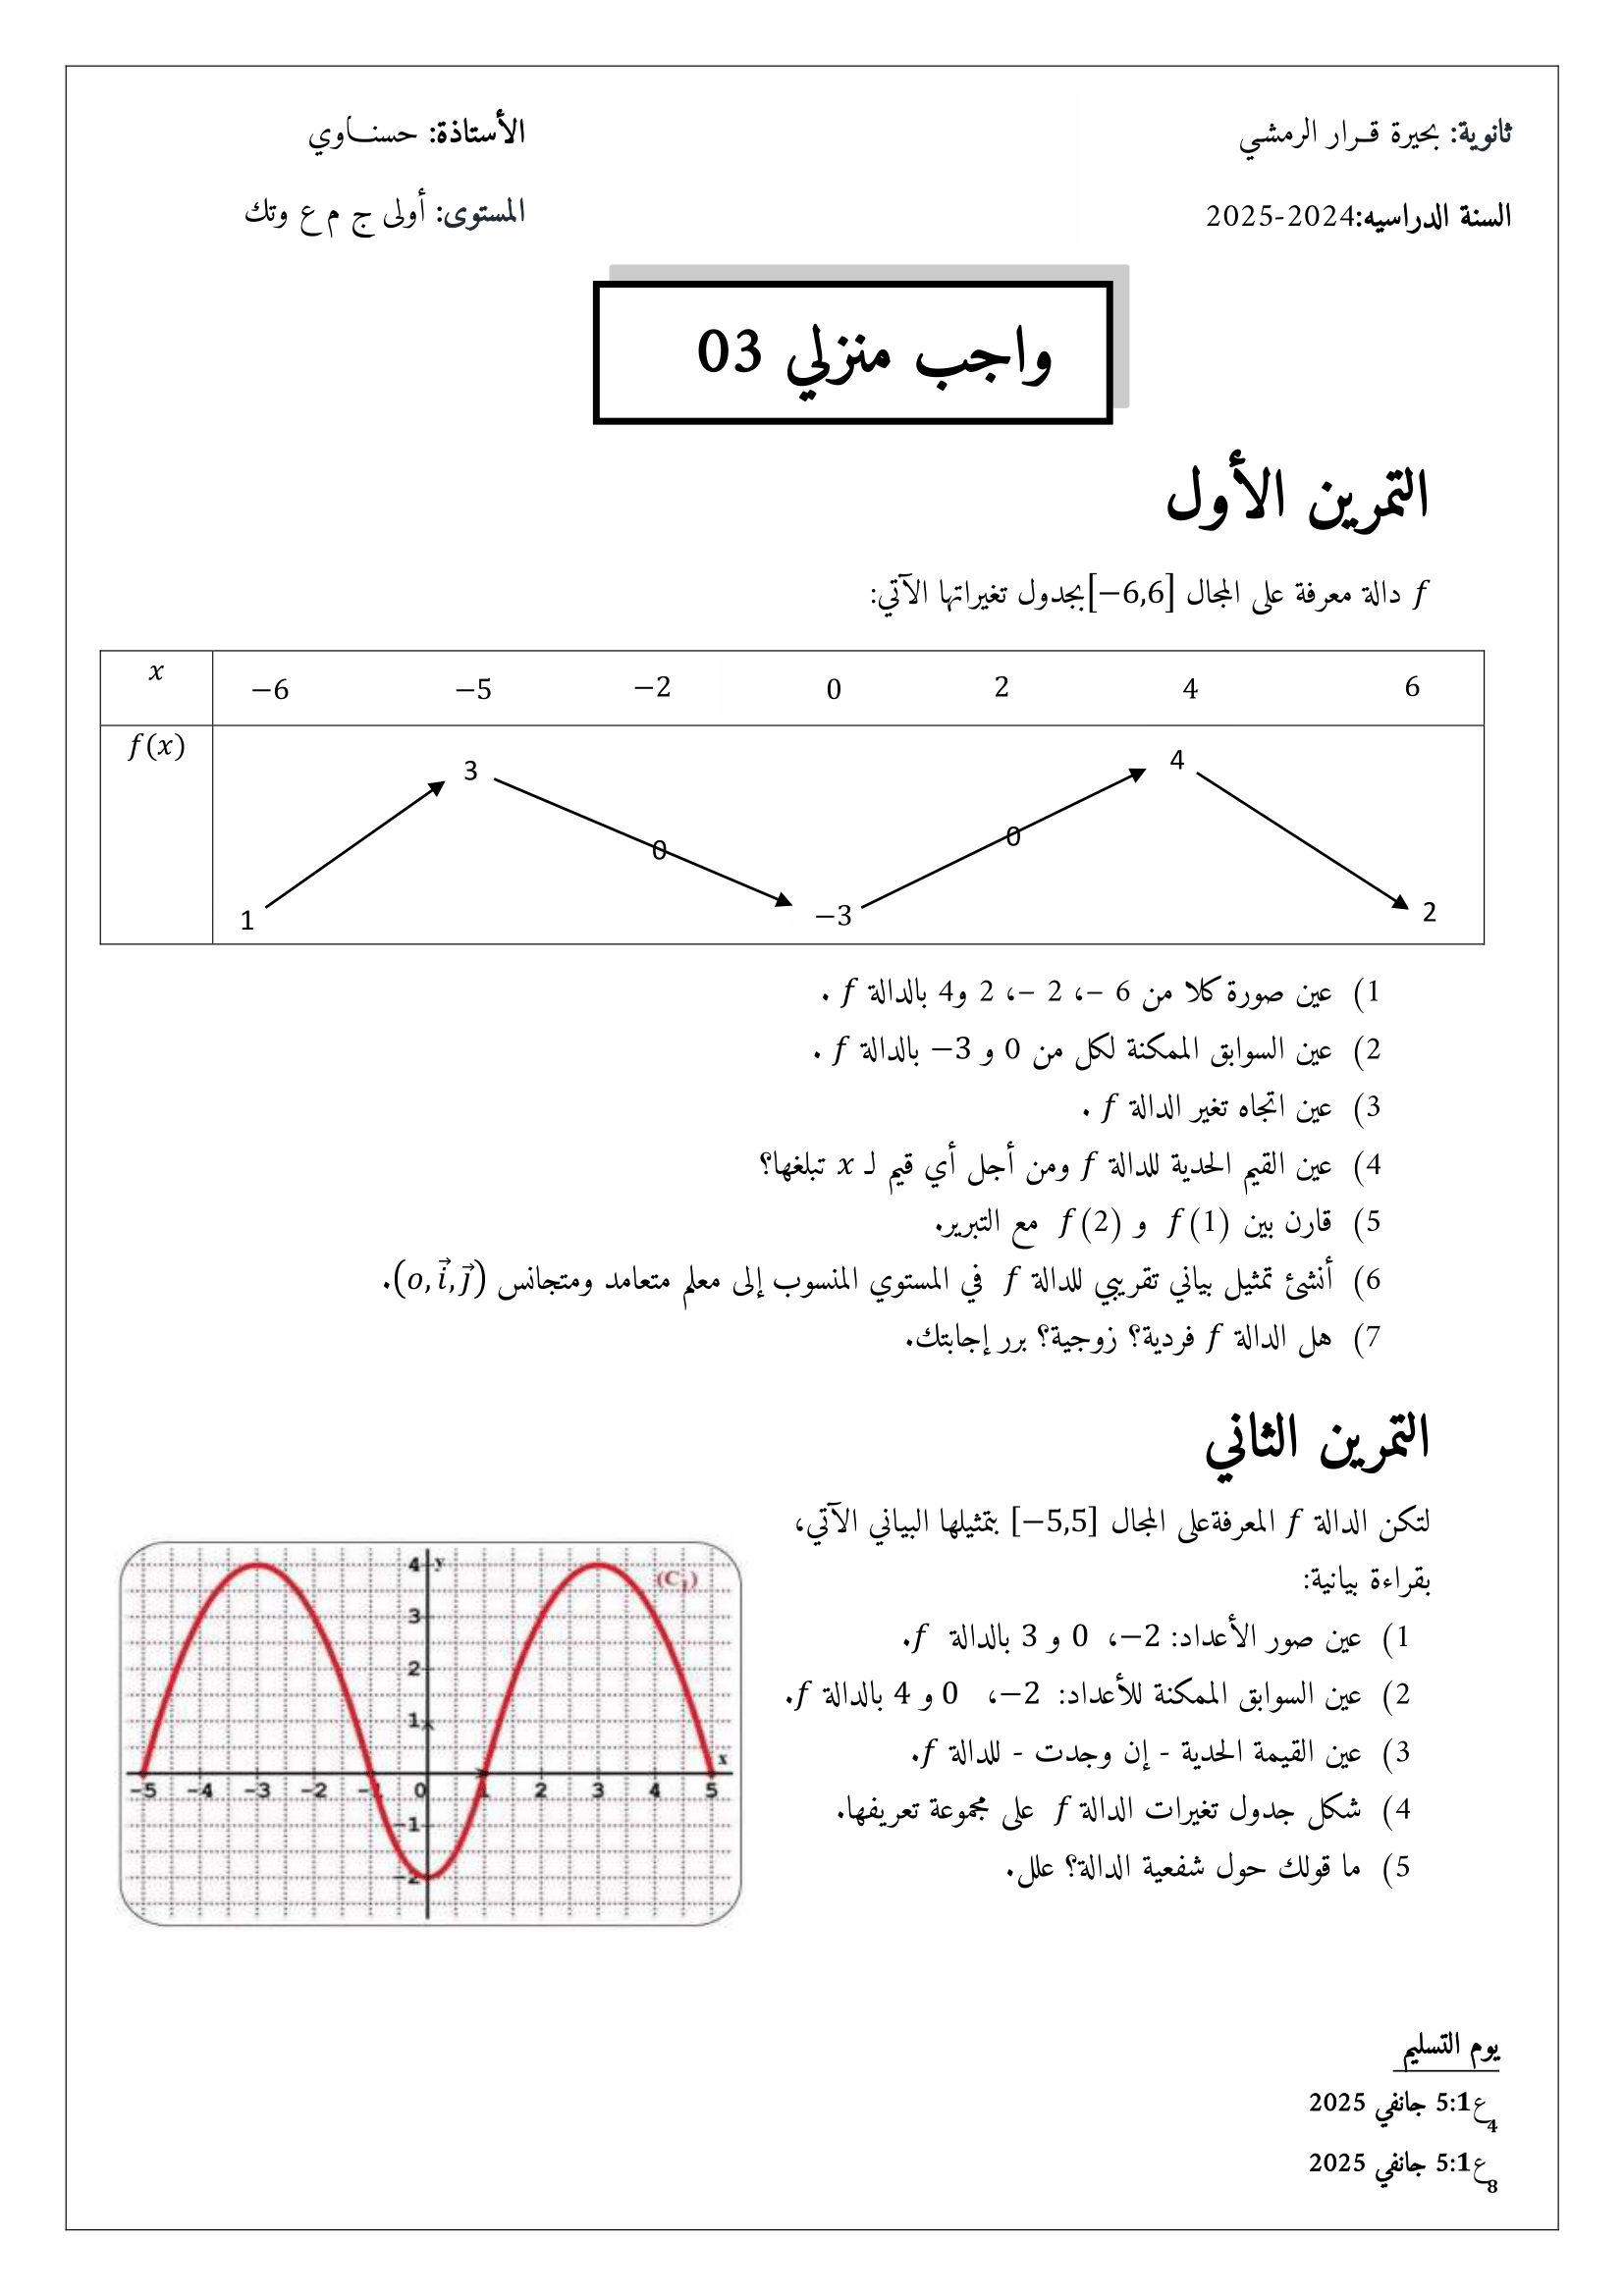 ثانوية: بحيرة قـرار الرمشي
الأستاذة: حسنــاوي
السنة الدراسيه:2024-2025
المستوى: أولى ج م ع وتك
واجب منزلي 03
التمرين الأول
f دالة معرفة على المجال [−6,6]بجدول تغيراتها الآتي:
x −6 −5 −2 0 2 4 6
f(x) 1 3 0 −3 0 4 2
1) عين صورة كلا من 6 −، 2 −، 2 و4 بالدالة f .
2) عين السوابق الممكنة لكل من 0 و −3 بالدالة f .
3) عين اتجاه تغير الدالة f .
4) عين القيم الحدية للدالة f ومن أجل أي قيم لـ x تبلغها؟
5) قارن بين f(1) و f(2) مع التبرير.
6) أنشئ تمثيل بياني تقريبي للدالة f في المستوي المنسوب إلى معلم متعامد ومتجانس (o, i⃗, j⃗).
7) هل الدالة f فردية؟ زوجية؟ برر إجابتك.
التمرين الثاني
لتكن الدالة f المعرفةعلى المجال [−5,5] بتمثيلها البياني الآتي،
بقراءة بيانية:
1) عين صور الأعداد: −2، 0 و 3 بالدالة f.
2) عين السوابق الممكنة للأعداد: −2، 0 و 4 بالدالة f.
3) عين القيمة الحدية - إن وجدت - للدالة f.
4) شكل جدول تغيرات الدالة f على مجموعة تعريفها.
5) ما قولك حول شفعية الدالة؟ علل.
4 y
(C₁)
3
2
1
x
−5 −4 −3 −2 −1 0 1 2 3 4 5
−1
−2
يوم التسليم
ع4 5:1 جانفي 2025
ع8 5:1 جانفي 2025